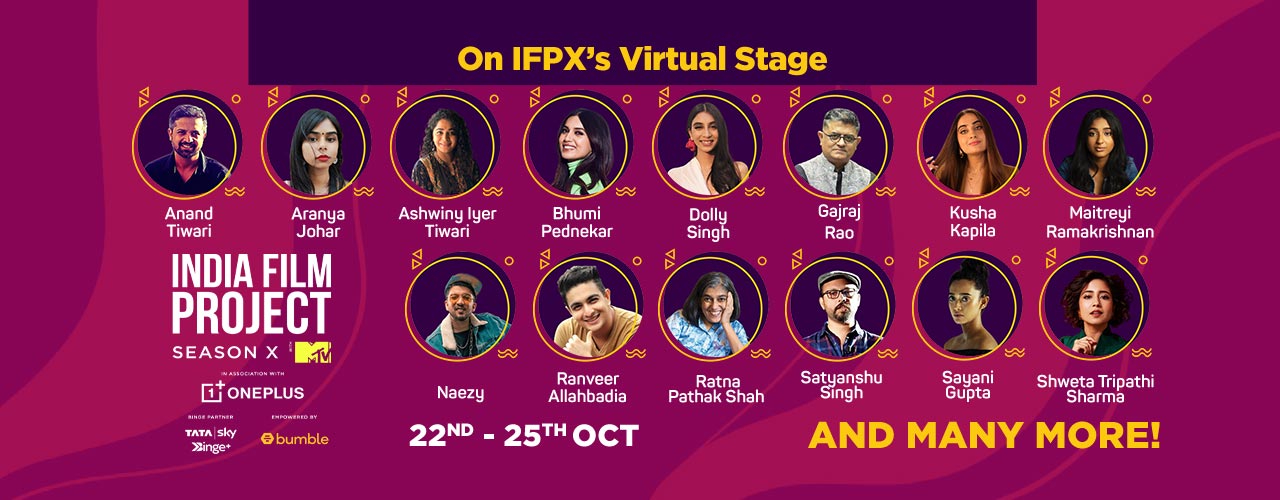 On IFPX's Virtual Stage
Anand
Tiwari
Aranya
Johar
Ashwiny Iyer
Tiwari
Bhumi
Pednekar
Dolly
Singh
Gajraj
Rao
Kusha
Kapila
Maitreyi
Ramakrishnan
INDIA FILM
PROJECT
SEASON X
MTV
IN ASSOCIATION WITH
1+ ONEPLUS
BINGE PARTNER
TATA sky
Binge+
EMPOWERED BY
bumble
Naezy
Ranveer
Allahbadia
Ratna
Pathak Shah
Satyanshu
Singh
Sayani
Gupta
Shweta Tripathi
Sharma
22ND - 25TH OCT
AND MANY MORE!